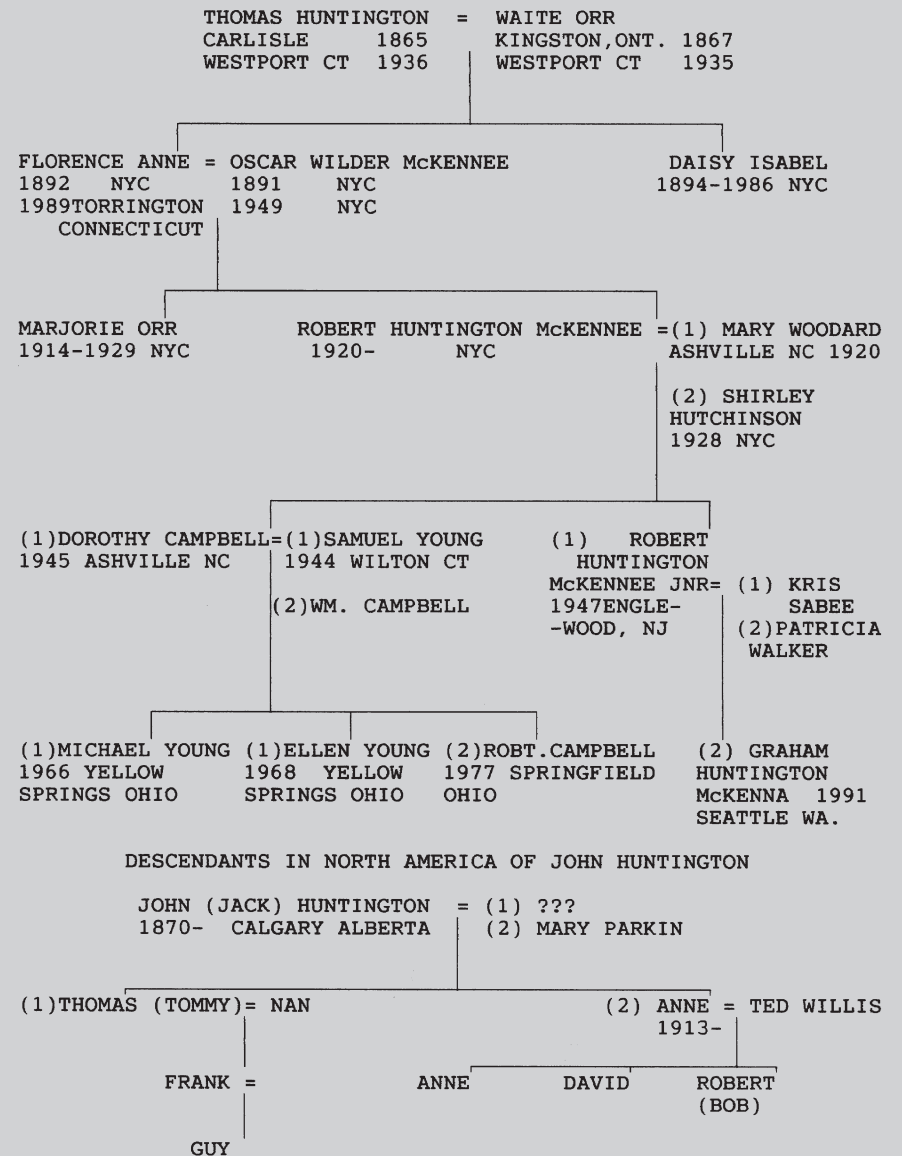 THOMAS HUNTINGTON = WAITE ORR
CARLISLE 1865 KINGSTON,ONT. 1867
WESTPORT CT 1936 WESTPORT CT 1935
FLORENCE ANNE = OSCAR WILDER McKENNEE DAISY ISABEL
1892 NYC 1891 NYC 1894-1986 NYC
1989TORRINGTON 1949 NYC
CONNECTICUT
MARJORIE ORR ROBERT HUNTINGTON McKENNEE =(1) MARY WOODARD
1914-1929 NYC 1920- NYC ASHVILLE NC 1920
(2) SHIRLEY
HUTCHINSON
1928 NYC
(1)DOROTHY CAMPBELL=(1)SAMUEL YOUNG (1) ROBERT
1945 ASHVILLE NC 1944 WILTON CT HUNTINGTON
McKENNEE JNR= (1) KRIS
(2)WM. CAMPBELL 1947ENGLE- SABEE
-WOOD, NJ (2)PATRICIA
WALKER
(1)MICHAEL YOUNG (1)ELLEN YOUNG (2)ROBT.CAMPBELL (2) GRAHAM
1966 YELLOW 1968 YELLOW 1977 SPRINGFIELD HUNTINGTON
SPRINGS OHIO SPRINGS OHIO OHIO McKENNA 1991
SEATTLE WA.
DESCENDANTS IN NORTH AMERICA OF JOHN HUNTINGTON
JOHN (JACK) HUNTINGTON = (1) ???
1870- CALGARY ALBERTA (2) MARY PARKIN
(1)THOMAS (TOMMY)= NAN (2) ANNE = TED WILLIS
1913-
FRANK = ANNE DAVID ROBERT
(BOB)
GUY